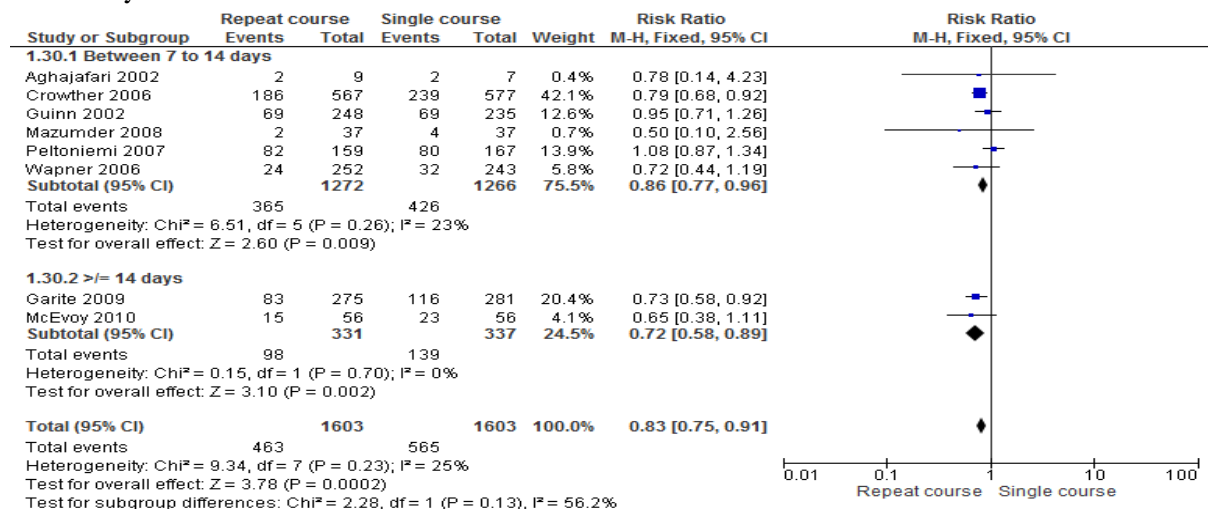 Repeat course Single course Risk Ratio Risk Ratio
Study or Subgroup Events Total Events Total Weight M-H, Fixed, 95% CI M-H, Fixed, 95% CI
1.30.1 Between 7 to 14 days
Aghajafari 2002 2 9 2 7 0.4% 0.78 [0.14, 4.23]
Crowther 2006 186 567 239 577 42.1% 0.79 [0.68, 0.92]
Guinn 2002 69 248 69 235 12.6% 0.95 [0.71, 1.26]
Mazumder 2008 2 37 4 37 0.7% 0.50 [0.10, 2.56]
Peltoniemi 2007 82 159 80 167 13.9% 1.08 [0.87, 1.34]
Wapner 2006 24 252 32 243 5.8% 0.72 [0.44, 1.19]
Subtotal (95% CI) 1272 1266 75.5% 0.86 [0.77, 0.96]
Total events 365 426
Heterogeneity: Chi² = 6.51, df = 5 (P = 0.26); I² = 23%
Test for overall effect: Z = 2.60 (P = 0.009)
1.30.2 >/= 14 days
Garite 2009 83 275 116 281 20.4% 0.73 [0.58, 0.92]
McEvoy 2010 15 56 23 56 4.1% 0.65 [0.38, 1.11]
Subtotal (95% CI) 331 337 24.5% 0.72 [0.58, 0.89]
Total events 98 139
Heterogeneity: Chi² = 0.15, df = 1 (P = 0.70); I² = 0%
Test for overall effect: Z = 3.10 (P = 0.002)
Total (95% CI) 1603 1603 100.0% 0.83 [0.75, 0.91]
Total events 463 565
Heterogeneity: Chi² = 9.34, df = 7 (P = 0.23); I² = 25%
Test for overall effect: Z = 3.78 (P = 0.0002)
Test for subgroup differences: Chi² = 2.28, df = 1 (P = 0.13), I² = 56.2%
0.01 0.1 1 10 100
Repeat course Single course